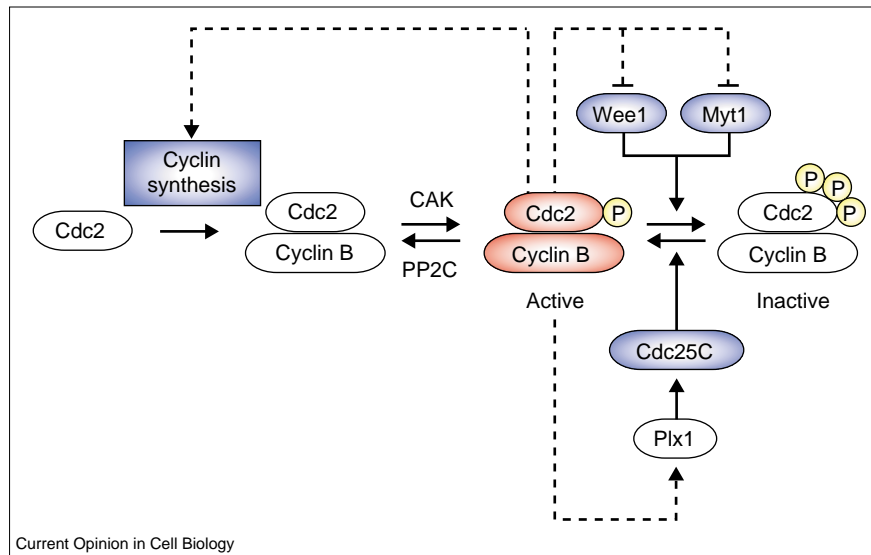 Wee1
Myt1
Cyclin
synthesis
P
P
P
Cdc2
Cdc2
CAK
Cdc2
P
Cdc2
Cyclin B
PP2C
Cyclin B
Cyclin B
Active
Inactive
Cdc25C
Plx1
Current Opinion in Cell Biology